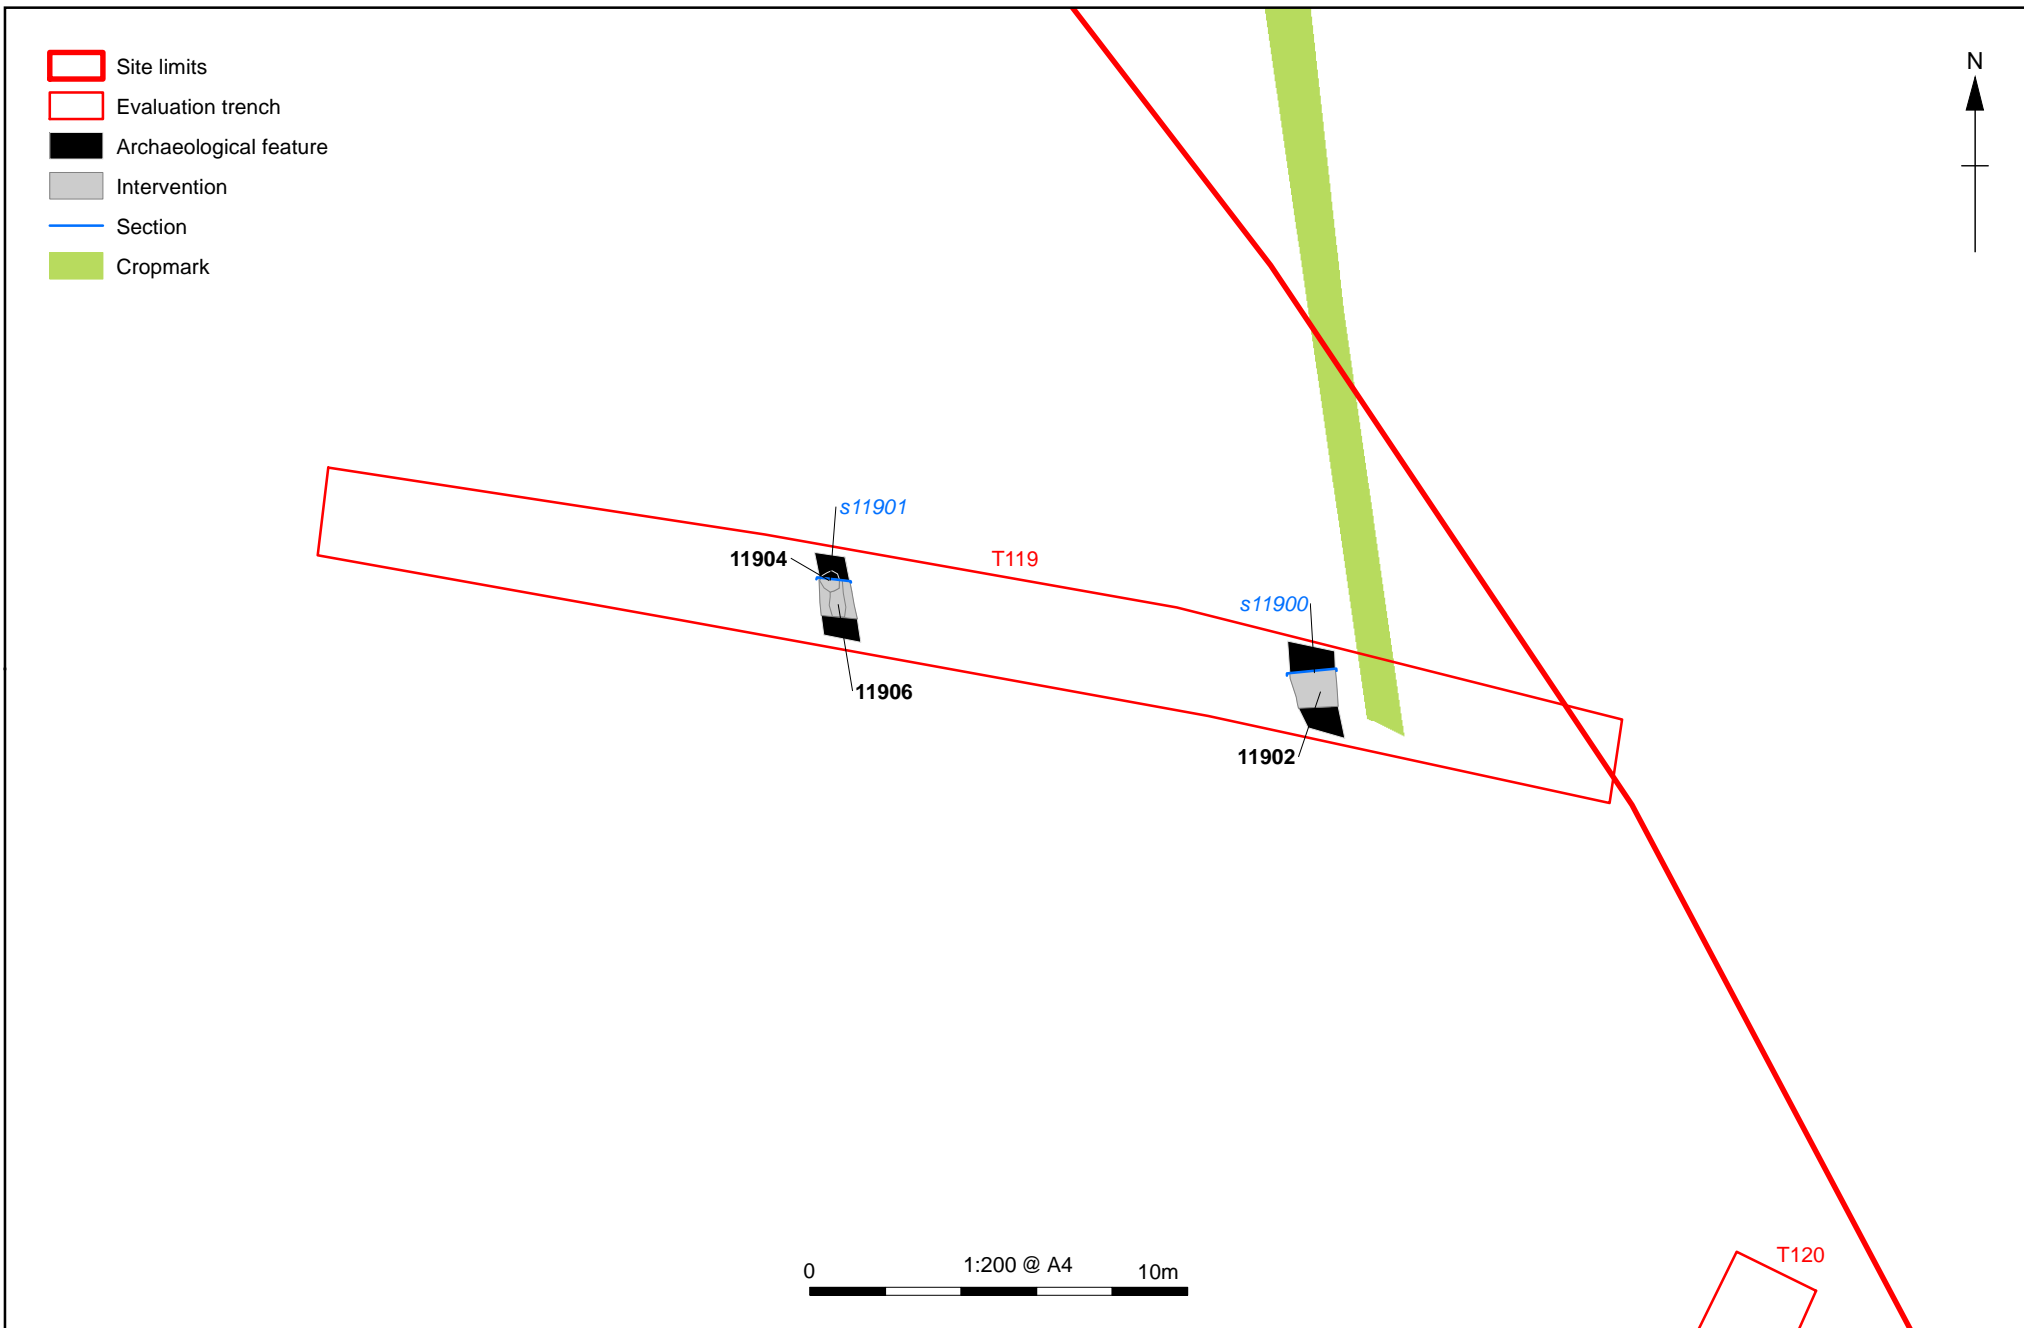 Site limits
Evaluation trench
Archaeological feature
Intervention
Section
Cropmark
N
s11901
11904
T119
s11900
11906
11902
T120
0
1:200 @ A4
10m